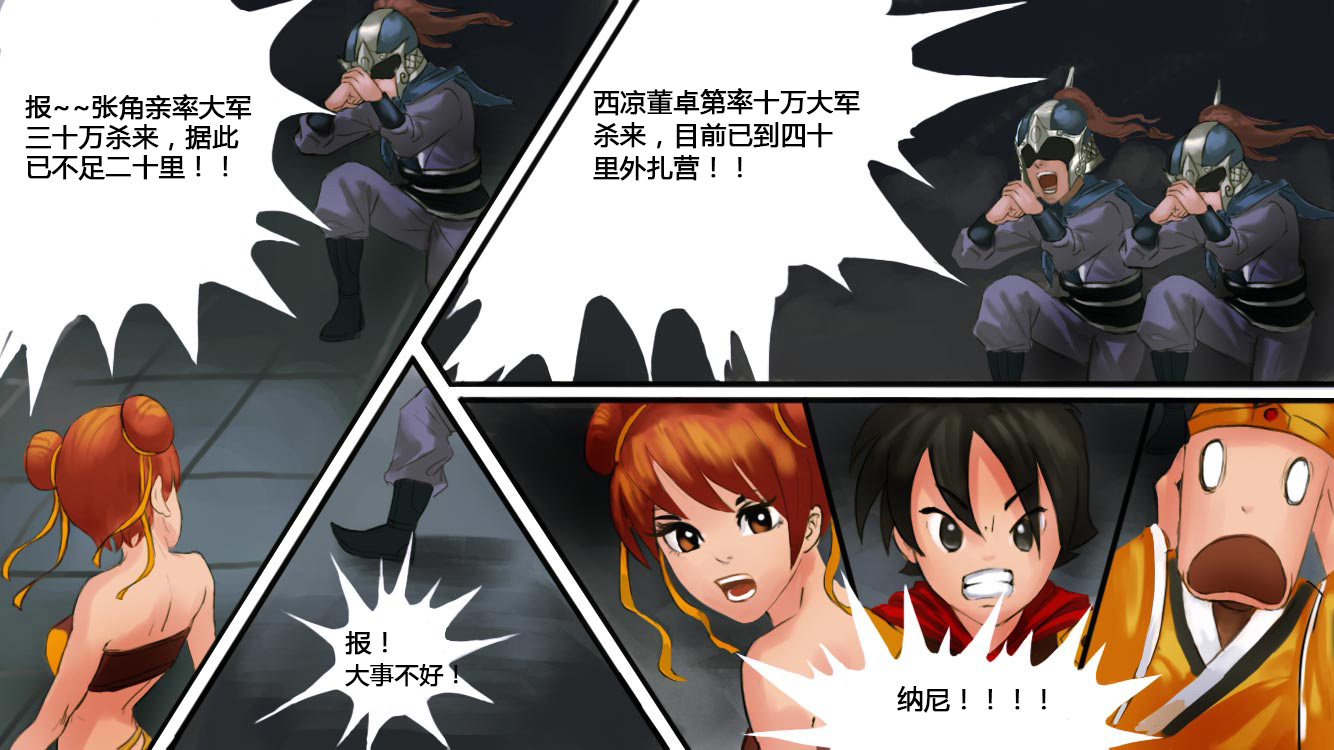 报~~张角亲率大军
三十万杀来，据此
已不足二十里！！
报！
大事不好！
西凉董卓第率十万大军
杀来，目前已到四十
里外扎营！！
纳尼！！！！